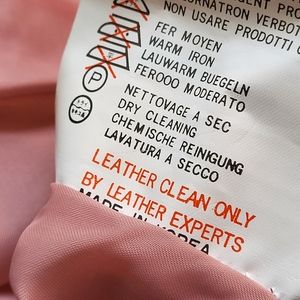 NON USARE PRODOTTI
FER MOYEN
WARM IRON
LAUWARM BUEGELN
FEROOO MODERATO
P
NETTOYAGE A SEC
DRY CLEANING
CHEMISCHE REINIGUNG
LAVATURA A SECCO
LEATHER CLEAN ONLY
BY LEATHER EXPERTS
MADE IN KOREA